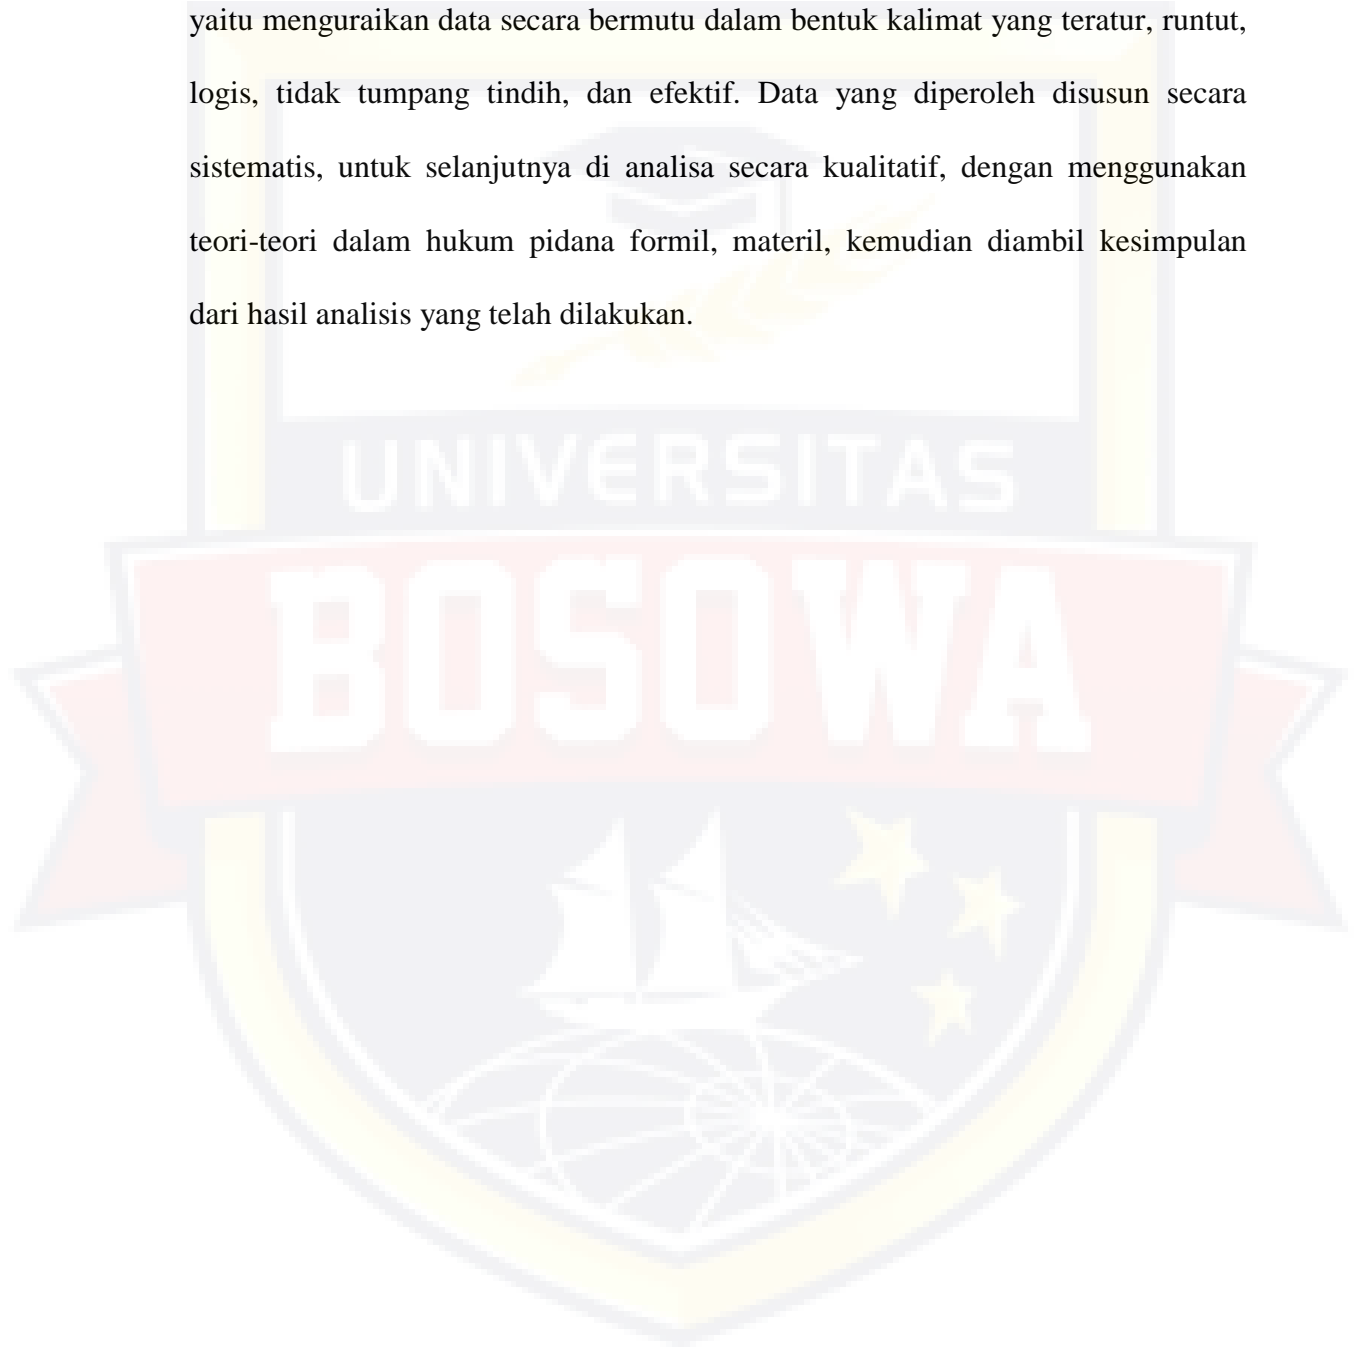 yaitu menguraikan data secara bermutu dalam bentuk kalimat yang teratur, runtut,
logis, tidak tumpang tindih, dan efektif. Data yang diperoleh disusun secara
sistematis, untuk selanjutnya di analisa secara kualitatif, dengan menggunakan
teori-teori dalam hukum pidana formil, materil, kemudian diambil kesimpulan
dari hasil analisis yang telah dilakukan.
UNIVERSITAS
BOSOWA